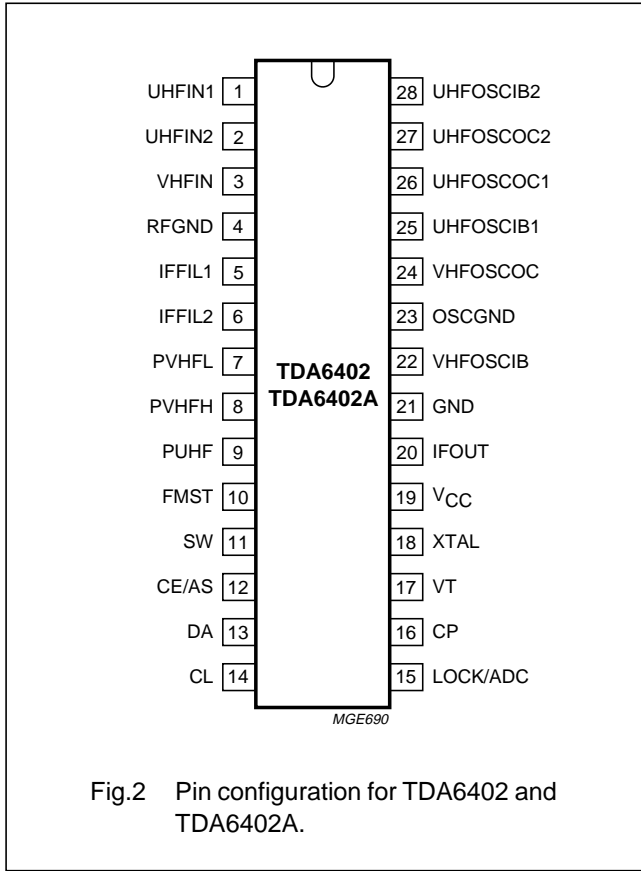 UHFIN1 1 28 UHFOSCIB2
UHFIN2 2 27 UHFOSCOC2
VHFIN 3 26 UHFOSCOC1
RFGND 4 25 UHFOSCIB1
IFFIL1 5 24 VHFOSCOC
IFFIL2 6 23 OSCGND
PVHFL 7 22 VHFOSCIB
TDA6402
TDA6402A
PVHFH 8 21 GND
PUHF 9 20 IFOUT
FMST 10 19 VCC
SW 11 18 XTAL
CE/AS 12 17 VT
DA 13 16 CP
CL 14 15 LOCK/ADC
MGE690
Fig.2 Pin configuration for TDA6402 and
TDA6402A.